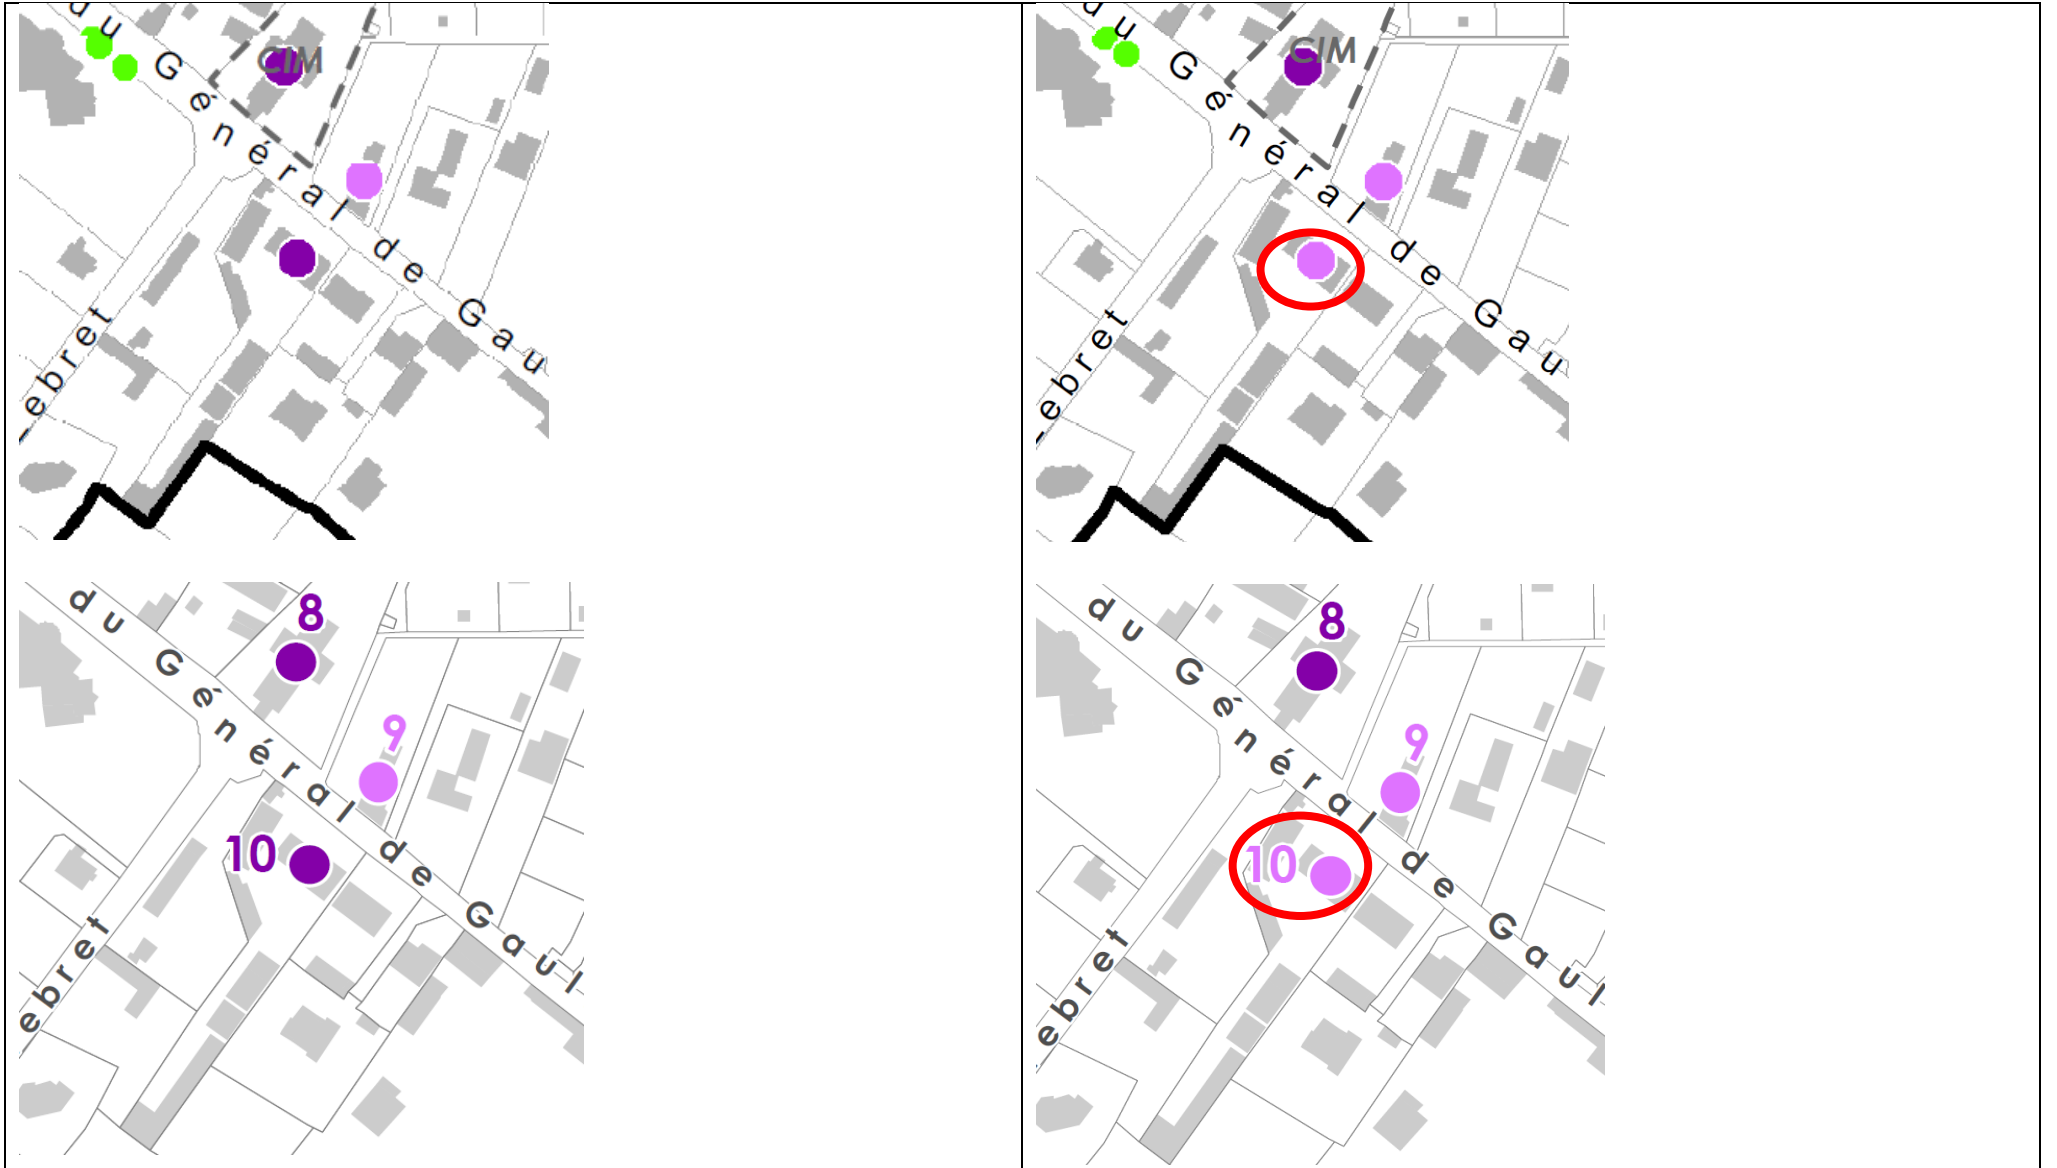 du Général de Gau
CIM
ebret
du Général de Gau
CIM
ebret
du Général de Gaul
8
9
10
ebret
du Général de Gaul
8
9
10
ebret